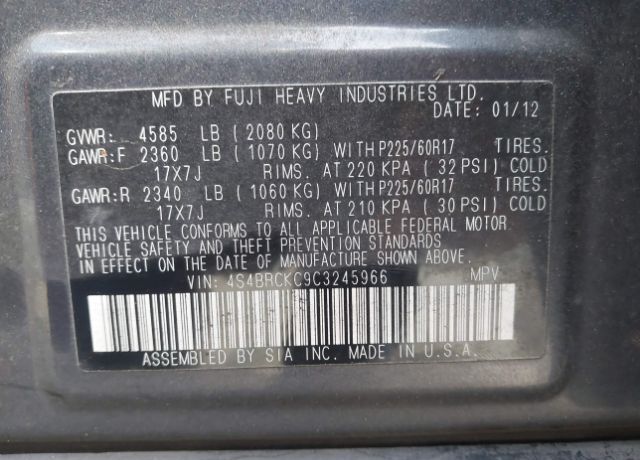 MFD BY FUJI HEAVY INDUSTRIES LTD.
DATE: 01/12
GVWR: 4585 LB ( 2080 KG)
GAWR:F 2360 LB ( 1070 KG) WITH P225/60R17 TIRES.
17X7J RIMS. AT 220 KPA ( 32 PSI) COLD
GAWR:R 2340 LB ( 1060 KG) WITH P225/60R17 TIRES.
17X7J RIMS. AT 210 KPA ( 30 PSI) COLD
THIS VEHICLE CONFORMS TO ALL APPLICABLE FEDERAL MOTOR
VEHICLE SAFETY AND THEFT PREVENTION STANDARDS
IN EFFECT ON DATE OF MANUFACTURE SHOWN ABOVE.
VIN: 4S4BRCKC9C3245966 MPV
ASSEMBLED BY SIA INC. MADE IN U.S.A.